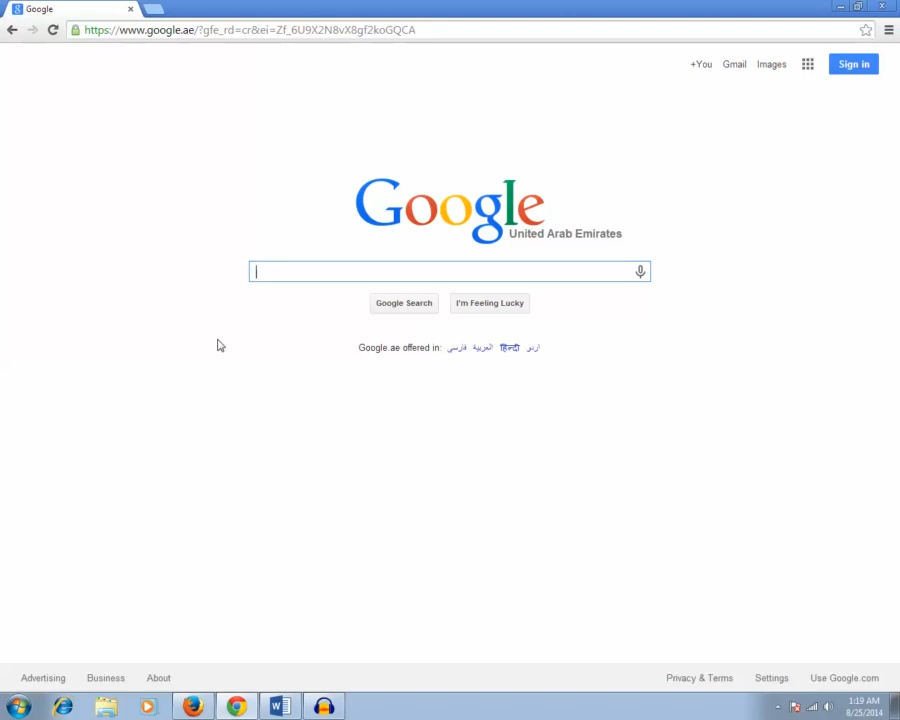 Google
https://www.google.ae/?gfe_rd=cr&ei=Zf_6U9X2N8vX8gf2koGQCA
+You Gmail Images Sign in
Google
United Arab Emirates
Google Search I'm Feeling Lucky
Google.ae offered in: فارسی العربية हिन्दी اردو
Advertising Business About Privacy & Terms Settings Use Google.com
1:19 AM
8/25/2014